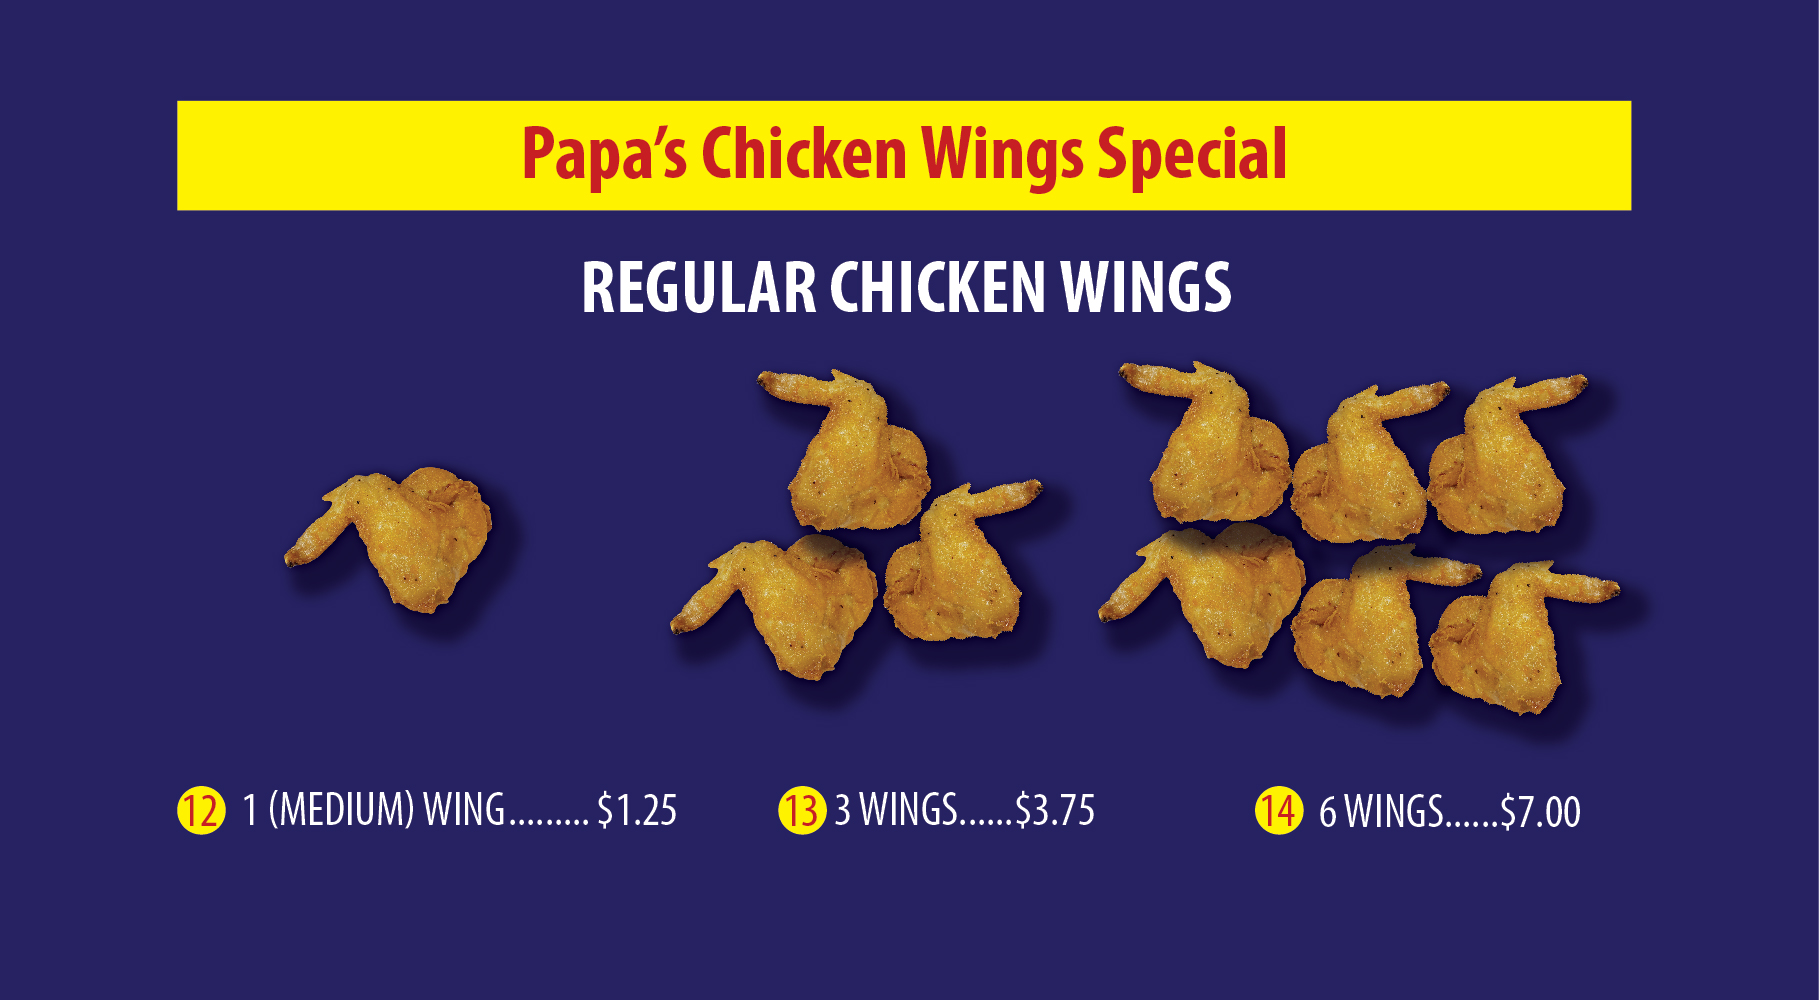 Papa’s Chicken Wings Special
REGULAR CHICKEN WINGS
12 1 (MEDIUM) WING......... $1.25
13 3 WINGS......$3.75
14 6 WINGS......$7.00